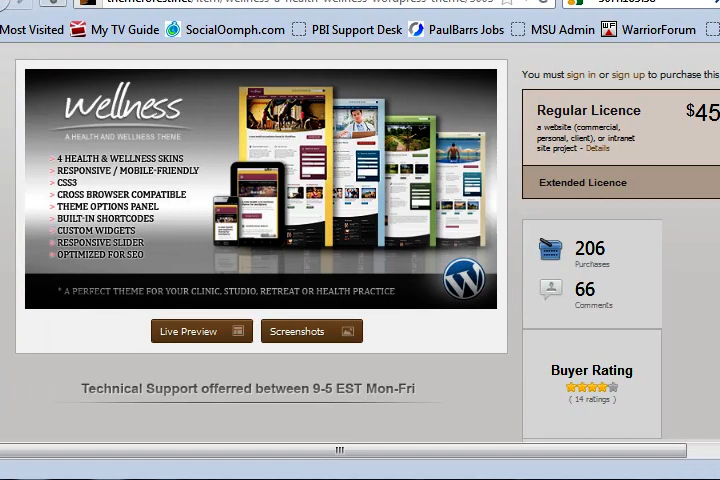 Most Visited My TV Guide SocialOomph.com PBI Support Desk PaulBarrs Jobs MSU Admin WarriorForum
You must sign in or sign up to purchase this
wellness
A HEALTH AND WELLNESS THEME
4 HEALTH & WELLNESS SKINS
RESPONSIVE / MOBILE-FRIENDLY
CSS3
CROSS BROWSER COMPATIBLE
THEME OPTIONS PANEL
BUILT-IN SHORTCODES
CUSTOM WIDGETS
RESPONSIVE SLIDER
OPTIMIZED FOR SEO
* A PERFECT THEME FOR YOUR CLINIC, STUDIO, RETREAT OR HEALTH PRACTICE
Live Preview Screenshots
Technical Support offerred between 9-5 EST Mon-Fri
Regular Licence $45
a website (commercial,
personal, client), or intranet
site project - Details
Extended Licence
206
Purchases
66
Comments
Buyer Rating
( 14 ratings )